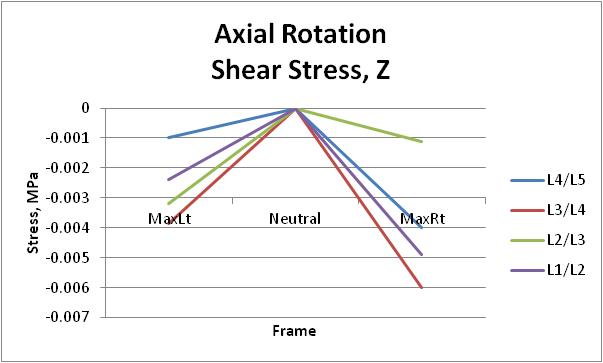 Axial Rotation
Shear Stress, Z
0
-0.001
-0.002
-0.003
-0.004
-0.005
-0.006
-0.007
Stress, MPa
MaxLt
Neutral
MaxRt
Frame
L4/L5
L3/L4
L2/L3
L1/L2